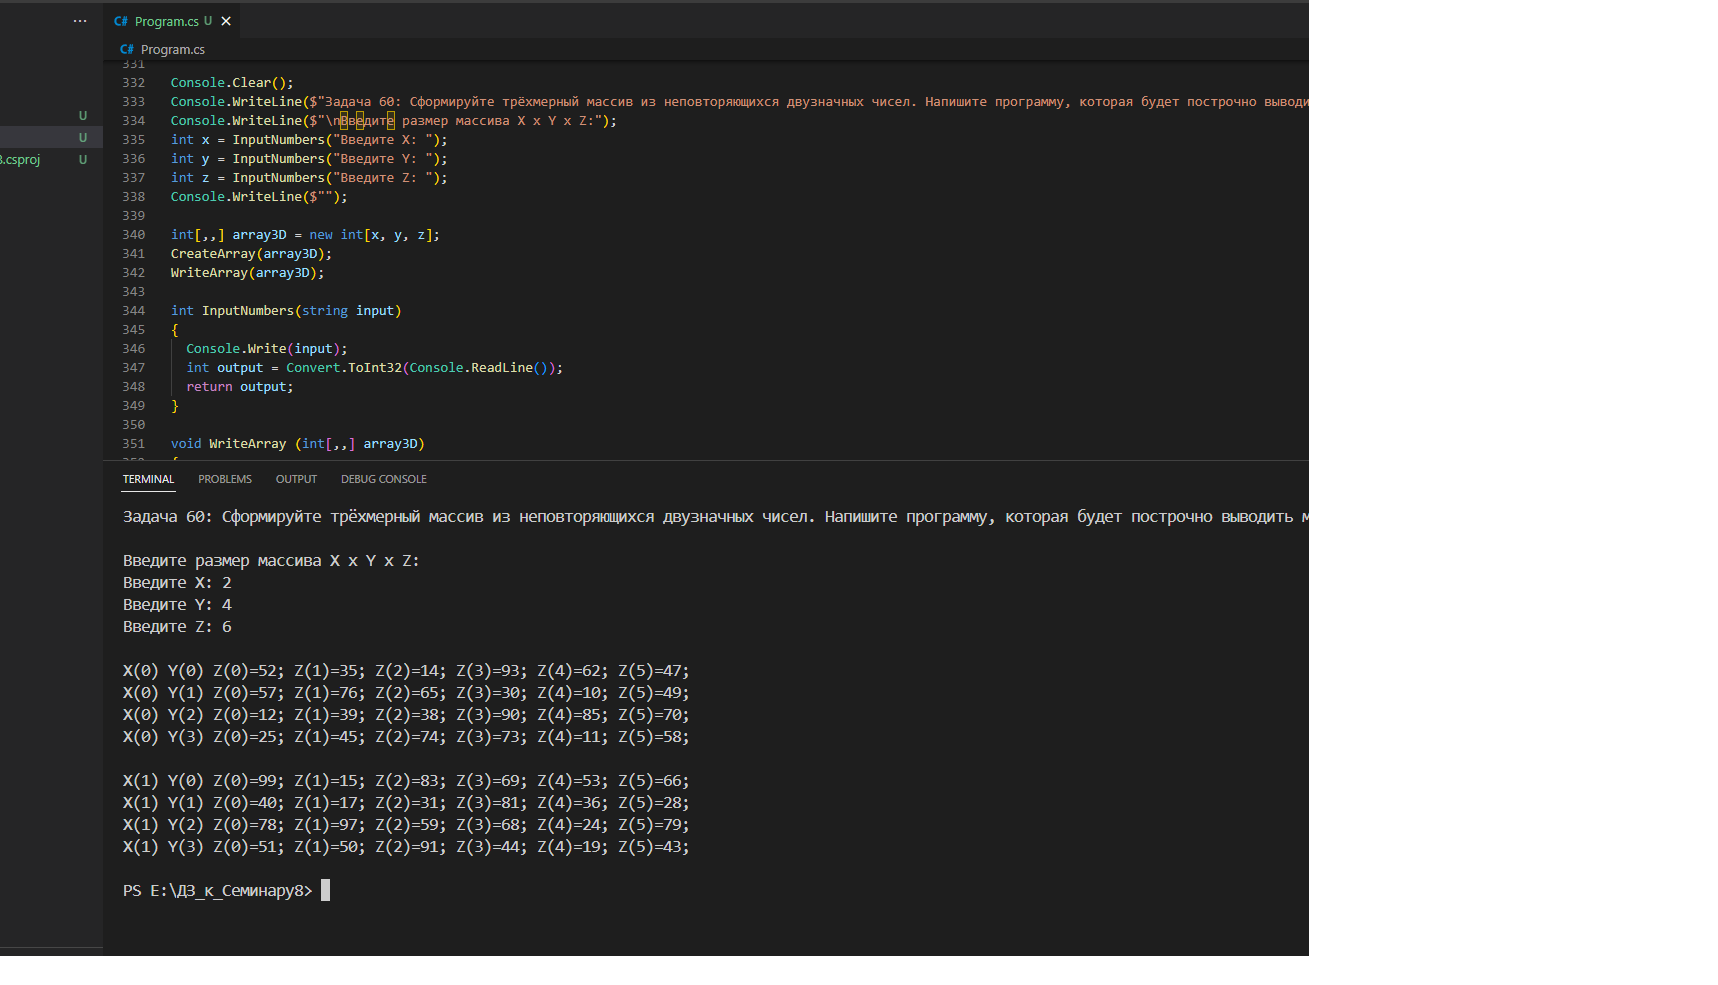 ···
C# Program.cs U ×
C# Program.cs
U
U
.csproj U
331
332 Console.Clear();
333 Console.WriteLine($"Задача 60: Сформируйте трёхмерный массив из неповторяющихся двузначных чисел. Напишите программу, которая будет построчно выводи
334 Console.WriteLine($"\nВведите размер массива X x Y x Z:");
335 int x = InputNumbers("Введите X: ");
336 int y = InputNumbers("Введите Y: ");
337 int z = InputNumbers("Введите Z: ");
338 Console.WriteLine($"");
339
340 int[,,] array3D = new int[x, y, z];
341 CreateArray(array3D);
342 WriteArray(array3D);
343
344 int InputNumbers(string input)
345 {
346 Console.Write(input);
347 int output = Convert.ToInt32(Console.ReadLine());
348 return output;
349 }
350
351 void WriteArray (int[,,] array3D)
TERMINAL PROBLEMS OUTPUT DEBUG CONSOLE
Задача 60: Сформируйте трёхмерный массив из неповторяющихся двузначных чисел. Напишите программу, которая будет построчно выводить
Введите размер массива X x Y x Z:
Введите X: 2
Введите Y: 4
Введите Z: 6
X(0) Y(0) Z(0)=52; Z(1)=35; Z(2)=14; Z(3)=93; Z(4)=62; Z(5)=47;
X(0) Y(1) Z(0)=57; Z(1)=76; Z(2)=65; Z(3)=30; Z(4)=10; Z(5)=49;
X(0) Y(2) Z(0)=12; Z(1)=39; Z(2)=38; Z(3)=90; Z(4)=85; Z(5)=70;
X(0) Y(3) Z(0)=25; Z(1)=45; Z(2)=74; Z(3)=73; Z(4)=11; Z(5)=58;
X(1) Y(0) Z(0)=99; Z(1)=15; Z(2)=83; Z(3)=69; Z(4)=53; Z(5)=66;
X(1) Y(1) Z(0)=40; Z(1)=17; Z(2)=31; Z(3)=81; Z(4)=36; Z(5)=28;
X(1) Y(2) Z(0)=78; Z(1)=97; Z(2)=59; Z(3)=68; Z(4)=24; Z(5)=79;
X(1) Y(3) Z(0)=51; Z(1)=50; Z(2)=91; Z(3)=44; Z(4)=19; Z(5)=43;
PS E:\ДЗ_к_Семинару8>